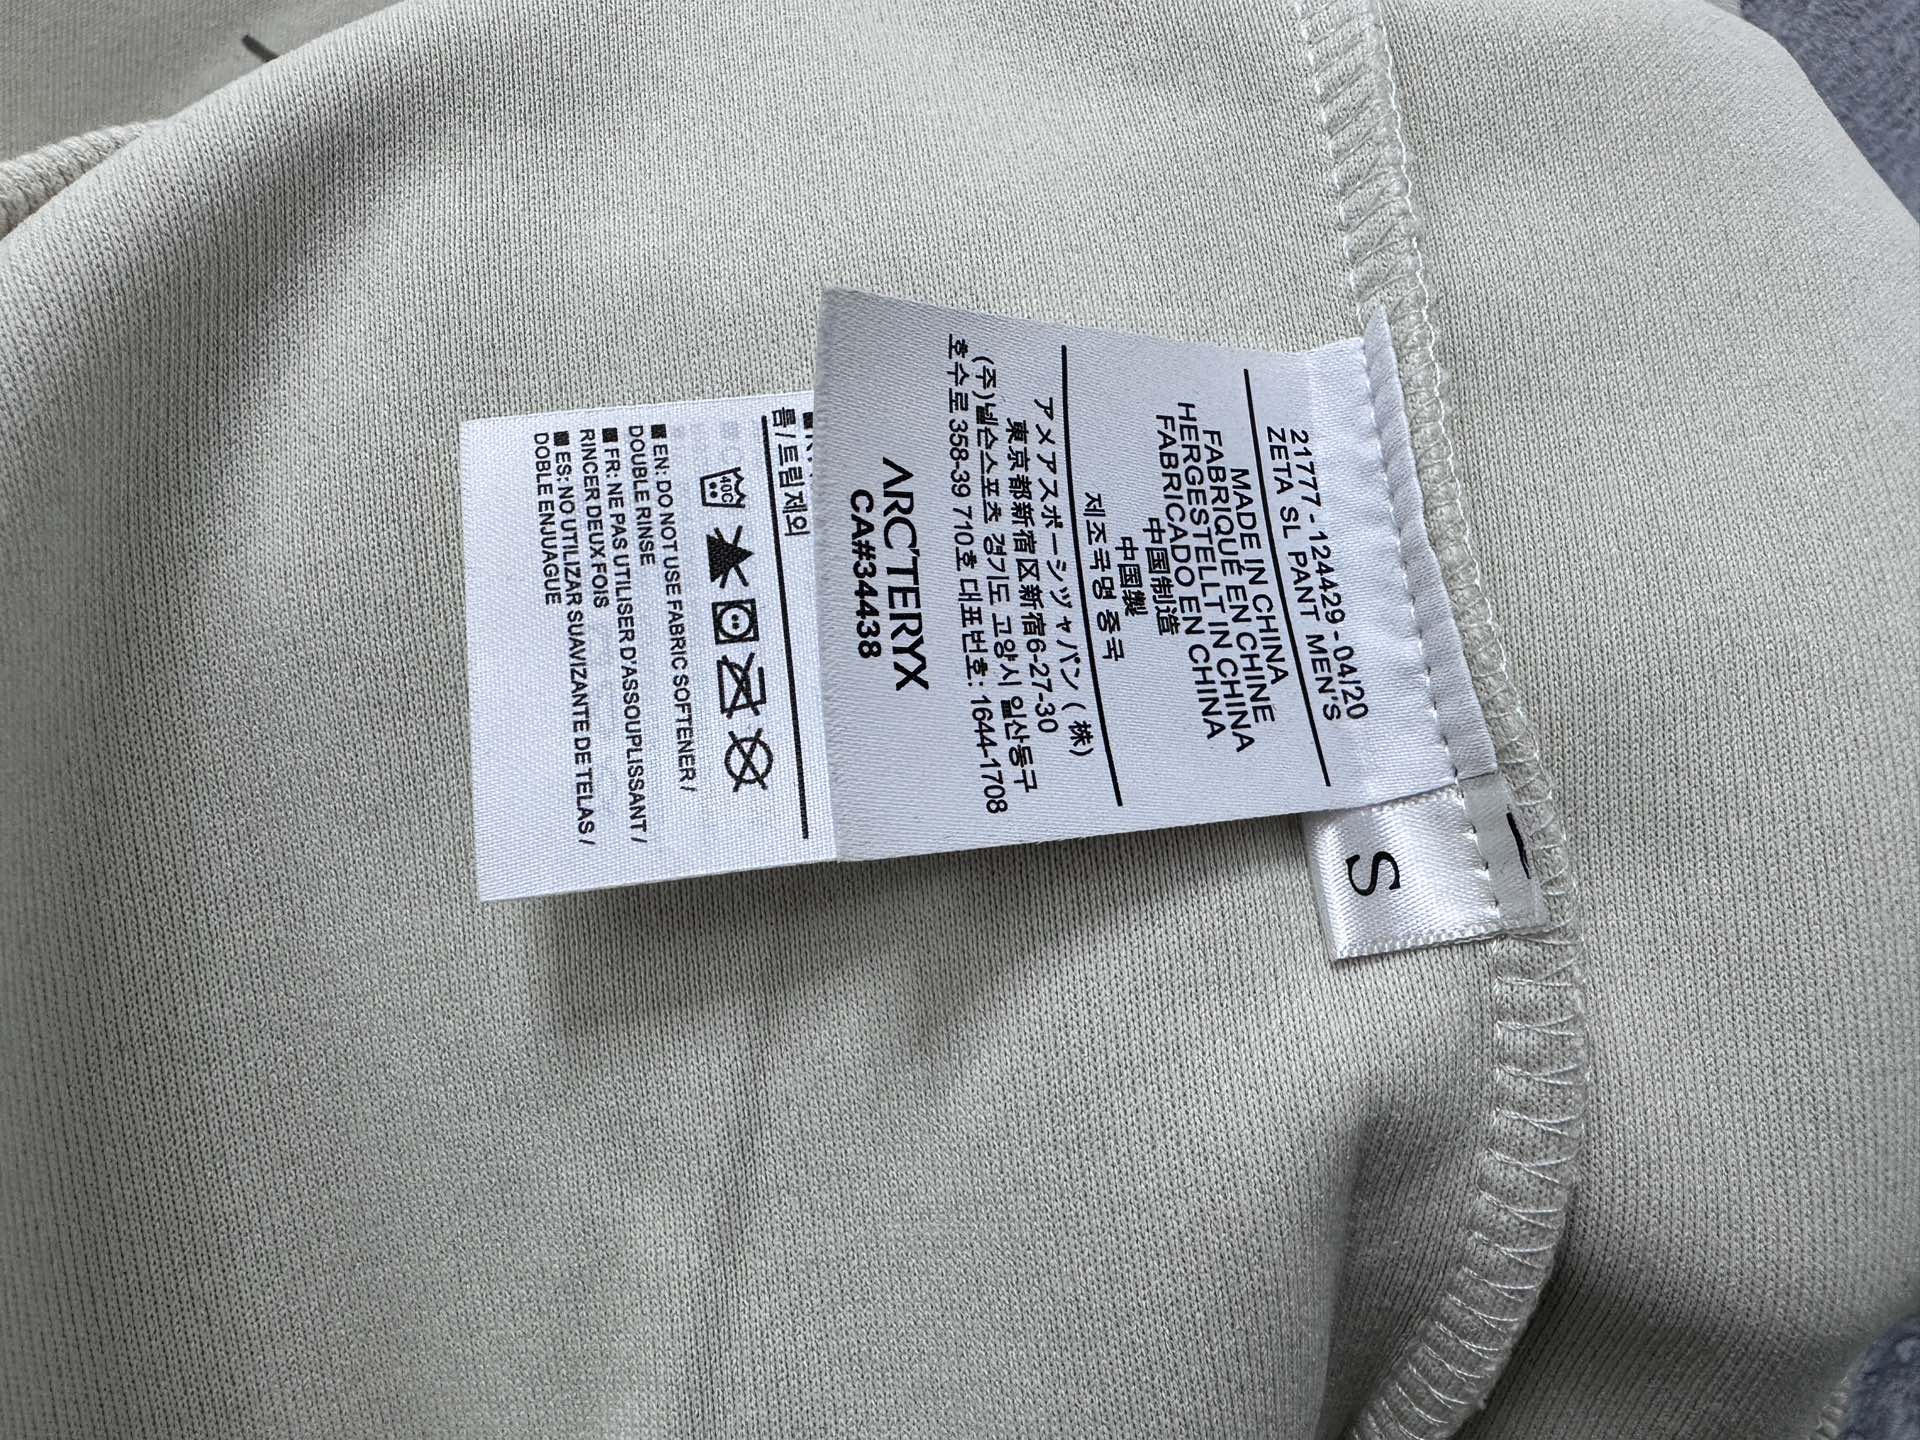 21777-124429-04/20
ZETA SL PANT MEN'S
MADE IN CHINA
FABRIQUÉ EN CHINE
HERGESTELLT IN CHINA
FABRICADO EN CHINA
中国制造
中国製
제조국명 중국
アメアスポーツジャパン(株)
東京都新宿区新宿6-27-30
(주)넬슨스포츠 경기도 고양시 일산동구
호수로 358-39 710호 대표번호: 1644-1708
ARC'TERYX
CA#34438
S
틈/트림 제외
40C
■ EN: DO NOT USE FABRIC SOFTENER /
DOUBLE RINSE
■ FR: NE PAS UTILISER D'ASSOUPLISSANT /
RINCER DEUX FOIS
■ ES: NO UTILIZAR SUAVIZANTE DE TELAS /
DOBLE ENJUAGUE